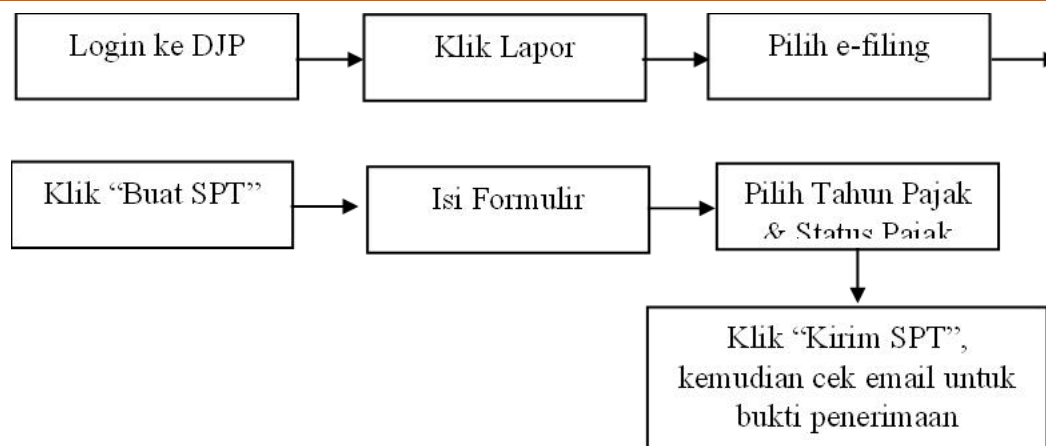 Login ke DJP
Klik Lapor
Pilih e-filing
Klik “Buat SPT”
Isi Formulir
Pilih Tahun Pajak
& Status Pajak
Klik “Kirim SPT”,
kemudian cek email untuk
bukti penerimaan